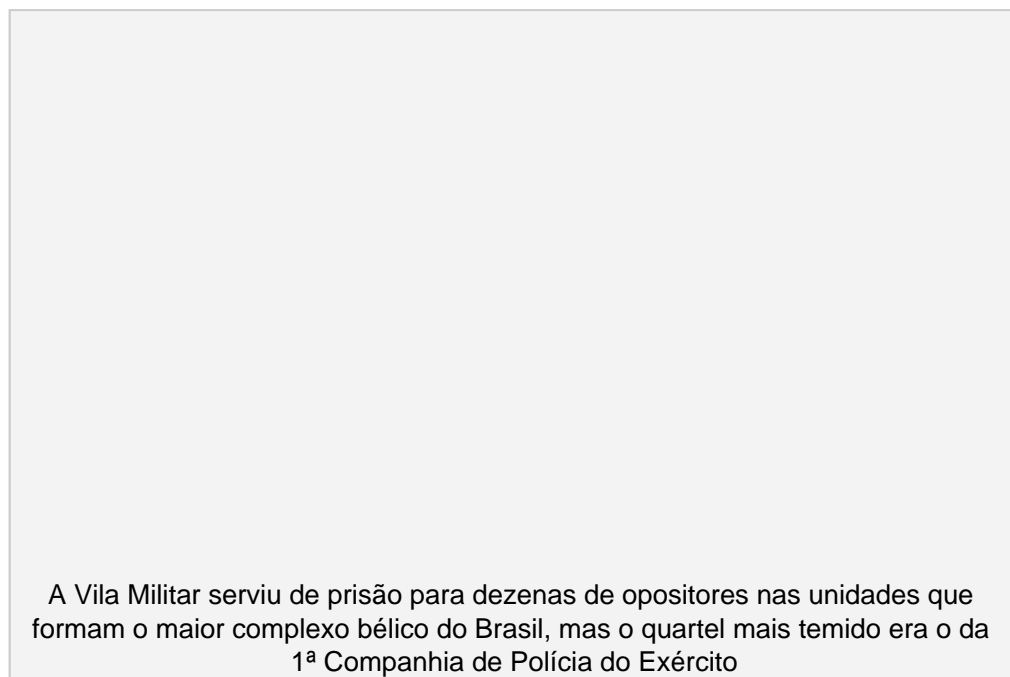 A Vila Militar serviu de prisão para dezenas de opositores nas unidades que
formam o maior complexo bélico do Brasil, mas o quartel mais temido era o da
1ª Companhia de Polícia do Exército